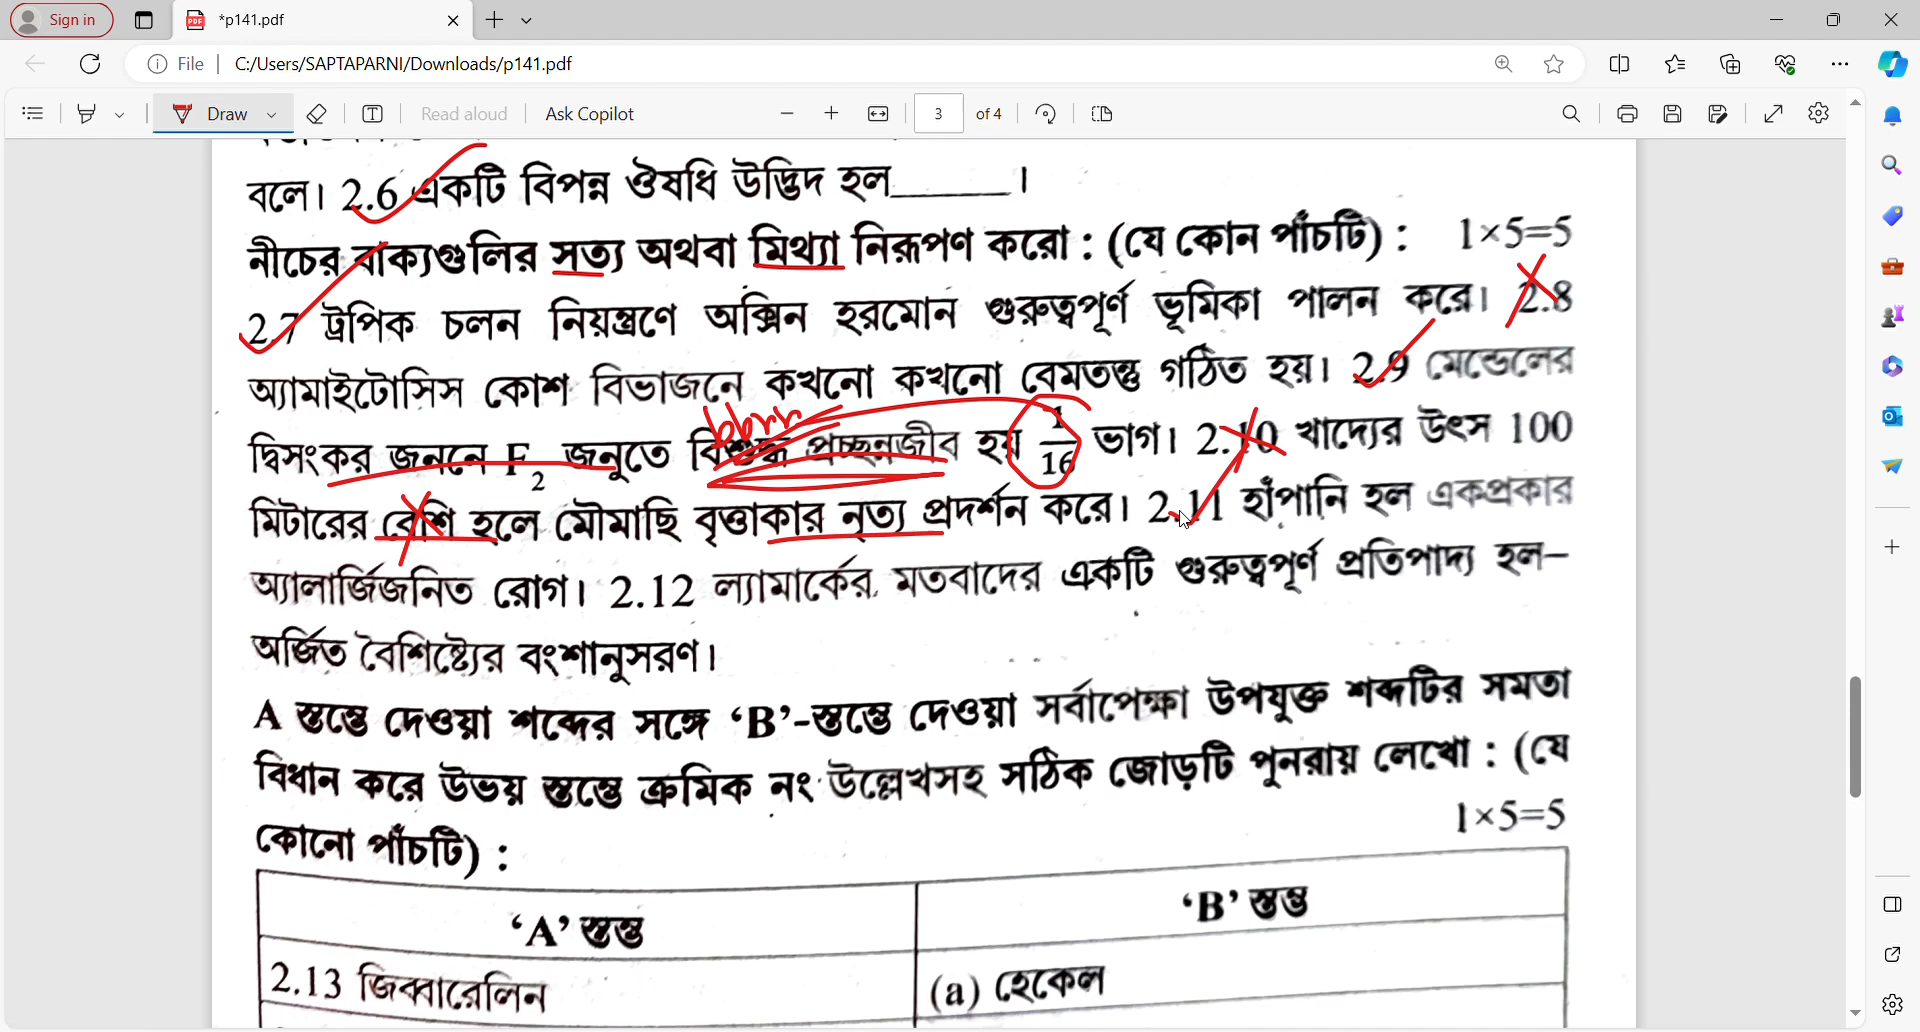 Sign in
*p141.pdf
File
C:/Users/SAPTAPARNI/Downloads/p141.pdf
Draw
Read aloud
Ask Copilot
3 of 4
বলে। 2.6 একটি বিপন্ন ঔষধি উদ্ভিদ হল______।
নীচের বাক্যগুলির সত্য অথবা মিথ্যা নিরূপণ করো : (যে কোন পাঁচটি) : 1×5=5
2.7 ট্রপিক চলন নিয়ন্ত্রণে অক্সিন হরমোন গুরুত্বপূর্ণ ভূমিকা পালন করে। 2.8
অ্যামাইটোসিস কোশ বিভাজনে কখনো কখনো বেমতন্তু গঠিত হয়। 2.9 মেন্ডেলের
bbrr
দ্বিসংকর জননে F₂ জনুতে বিশুদ্ধ প্রচ্ছন্নজীব হয় 1/16 ভাগ। 2.10 খাদ্যের উৎস 100
মিটারের বেশি হলে মৌমাছি বৃত্তাকার নৃত্য প্রদর্শন করে। 2.11 হাঁপানি হল একপ্রকার
অ্যালার্জিজনিত রোগ। 2.12 ল্যামার্কের মতবাদের একটি গুরুত্বপূর্ণ প্রতিপাদ্য হল–
অর্জিত বৈশিষ্ট্যের বংশানুসরণ।
A স্তম্ভে দেওয়া শব্দের সঙ্গে ‘B’-স্তম্ভে দেওয়া সর্বাপেক্ষা উপযুক্ত শব্দটির সমতা
বিধান করে উভয় স্তম্ভে ক্রমিক নং উল্লেখসহ সঠিক জোড়টি পুনরায় লেখো : (যে
কোনো পাঁচটি) : 1×5=5
‘A’ স্তম্ভ ‘B’ স্তম্ভ
2.13 জিব্বারেলিন (a) হেকেল